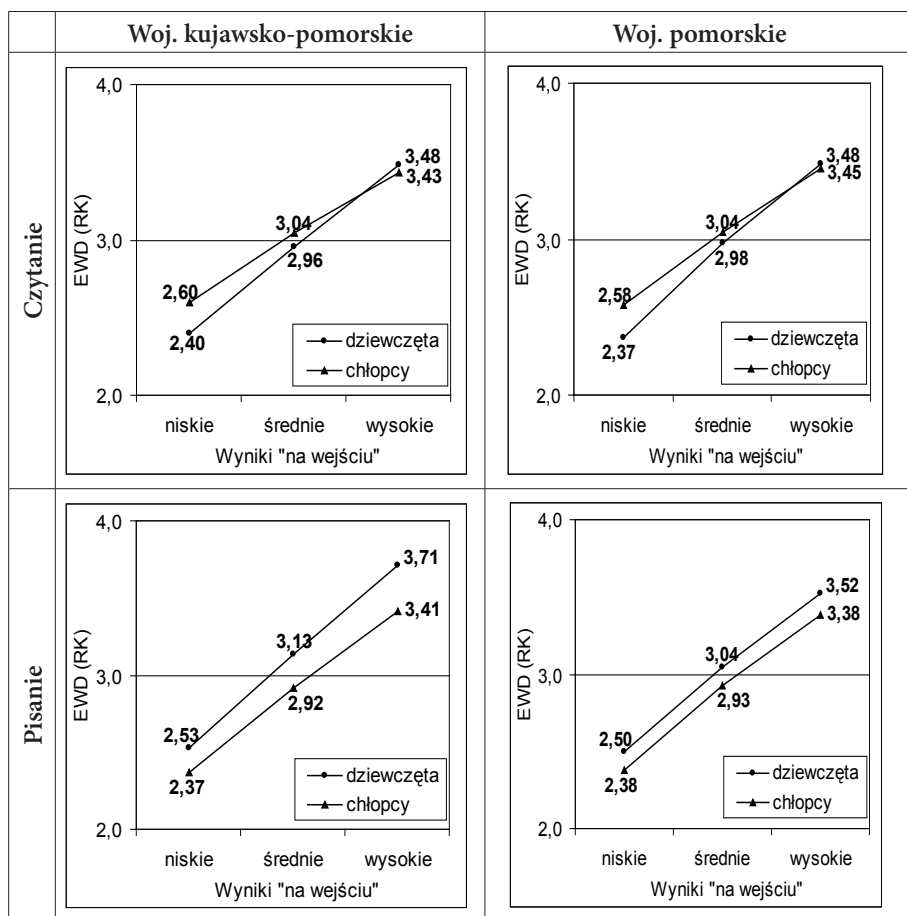 Woj. kujawsko-pomorskie
Woj. pomorskie
Czytanie
4,0
3,0
2,0
EWD (RK)
3,48
3,43
3,04
2,96
2,60
2,40
dziewczęta
chłopcy
niskie średnie wysokie
Wyniki "na wejściu"
4,0
3,0
2,0
EWD (RK)
3,48
3,45
3,04
2,98
2,58
2,37
dziewczęta
chłopcy
niskie średnie wysokie
Wyniki "na wejściu"
Pisanie
4,0
3,0
2,0
EWD (RK)
3,71
3,41
3,13
2,92
2,53
2,37
dziewczęta
chłopcy
niskie średnie wysokie
Wyniki "na wejściu"
4,0
3,0
2,0
EWD (RK)
3,52
3,38
3,04
2,93
2,50
2,38
dziewczęta
chłopcy
niskie średnie wysokie
Wyniki "na wejściu"